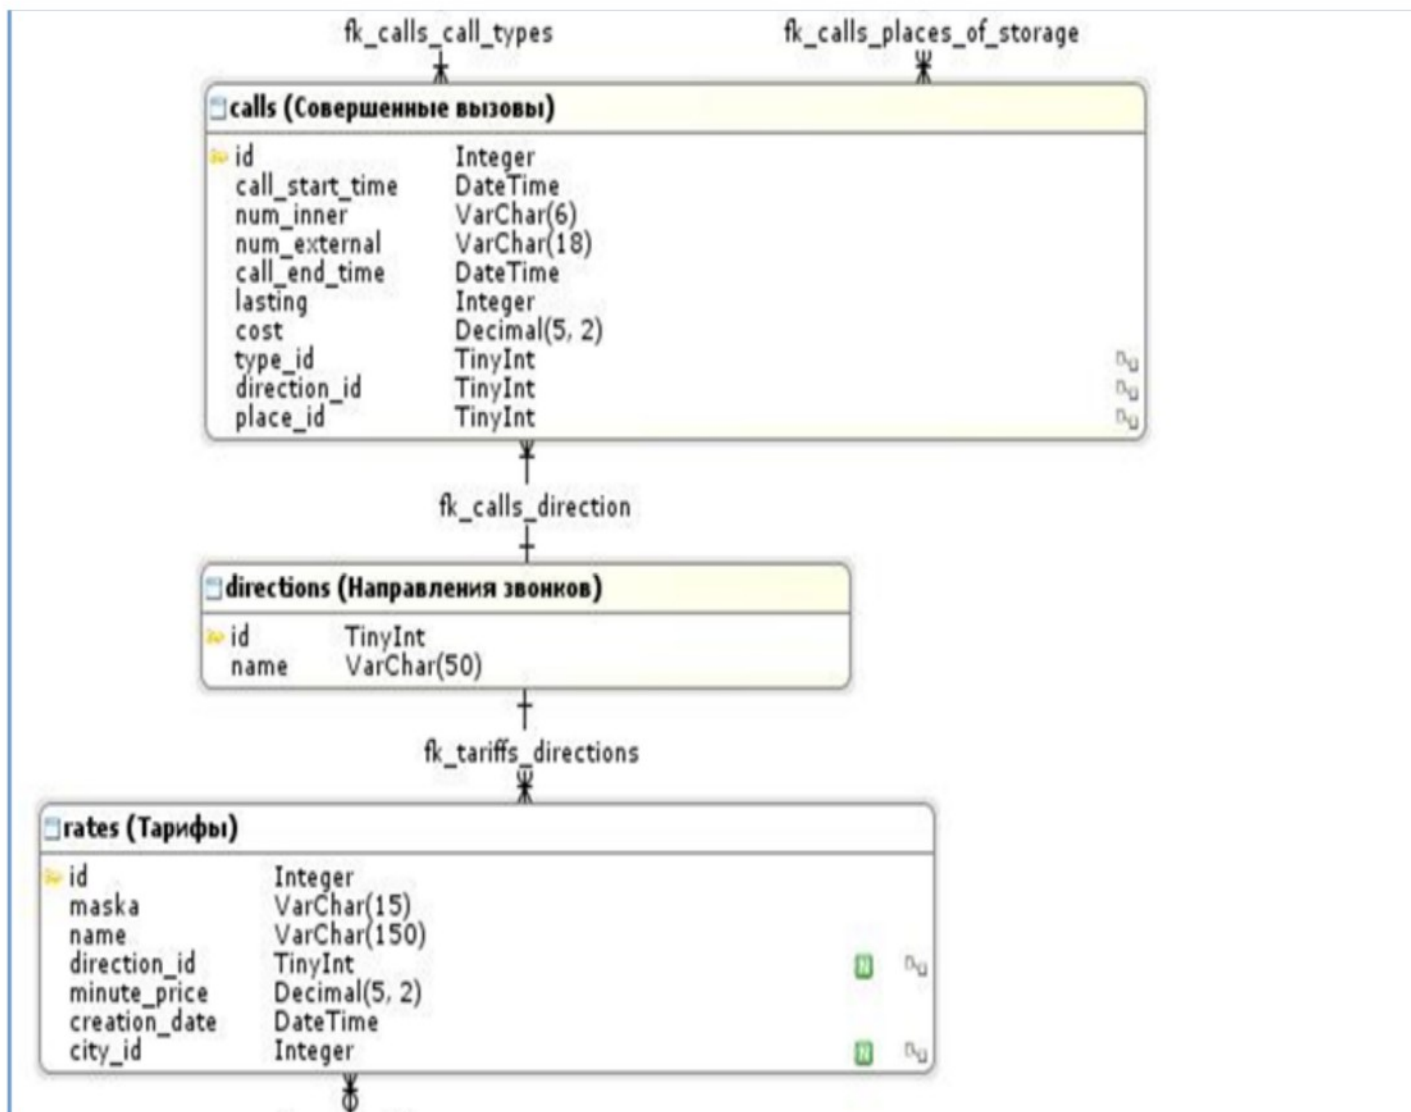 fk_calls_call_types fk_calls_places_of_storage
calls (Совершенные вызовы)
id Integer
call_start_time DateTime
num_inner VarChar(6)
num_external VarChar(18)
call_end_time DateTime
lasting Integer
cost Decimal(5, 2)
type_id TinyInt
direction_id TinyInt
place_id TinyInt
fk_calls_direction
directions (Направления звонков)
id TinyInt
name VarChar(50)
fk_tariffs_directions
rates (Тарифы)
id Integer
maska VarChar(15)
name VarChar(150)
direction_id TinyInt N
minute_price Decimal(5, 2)
creation_date DateTime
city_id Integer N